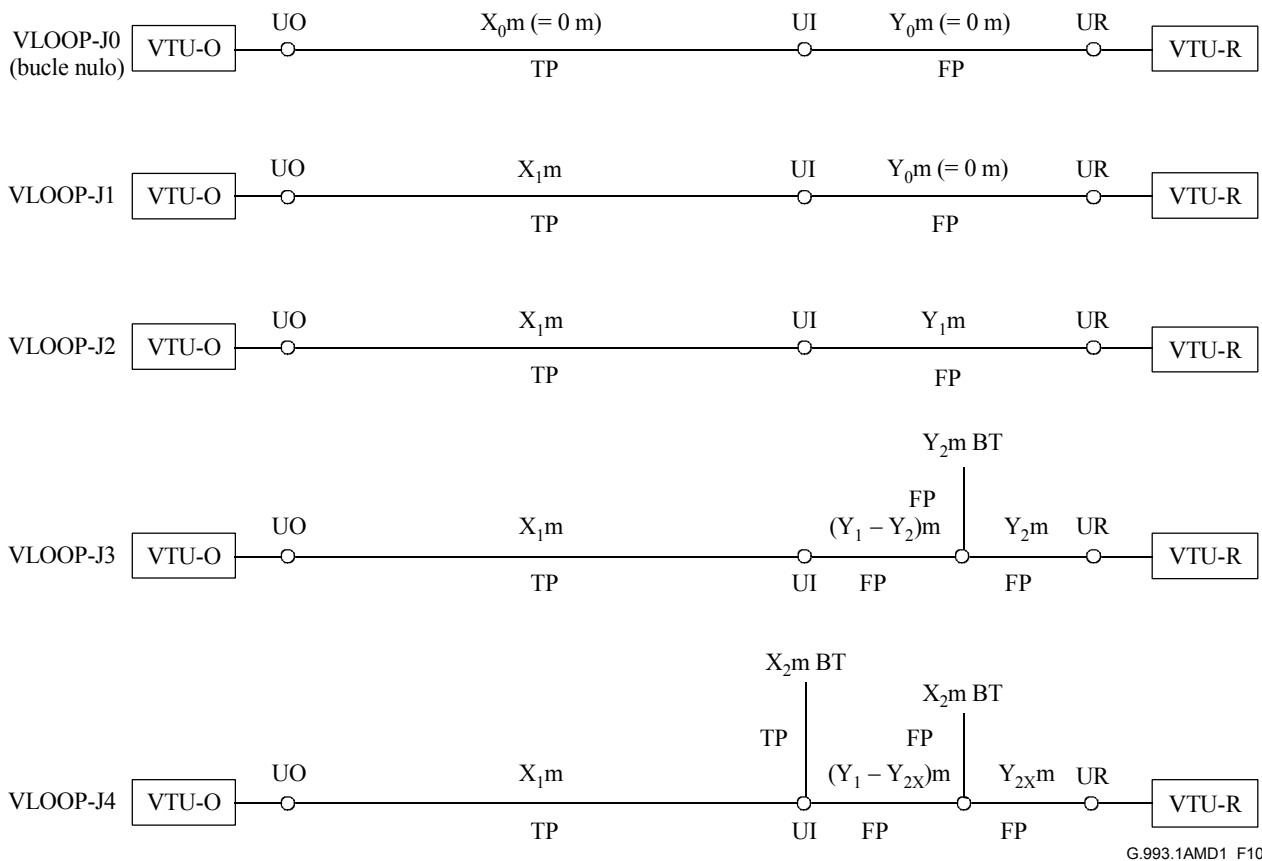 VLOOP-J0
(bucle nulo)
VTU-O
UO
X₀m (= 0 m)
TP
UI
Y₀m (= 0 m)
FP
UR
VTU-R
VLOOP-J1
VTU-O
UO
X₁m
TP
UI
Y₀m (= 0 m)
FP
UR
VTU-R
VLOOP-J2
VTU-O
UO
X₁m
TP
UI
Y₁m
FP
UR
VTU-R
VLOOP-J3
VTU-O
UO
X₁m
TP
UI
(Y₁ – Y₂)m
FP
Y₂m BT
FP
Y₂m
FP
UR
VTU-R
VLOOP-J4
VTU-O
UO
X₁m
TP
X₂m BT
TP
UI
(Y₁ – Y₂X)m
FP
X₂m BT
FP
Y₂Xm
FP
UR
VTU-R
G.993.1AMD1_F10